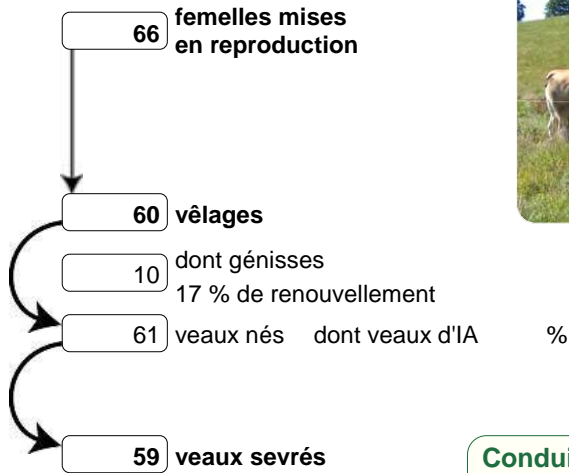 66 femelles mises
en reproduction
60 vêlages
10 dont génisses
17 % de renouvellement
61 veaux nés dont veaux d'IA %
59 veaux sevrés
Condui